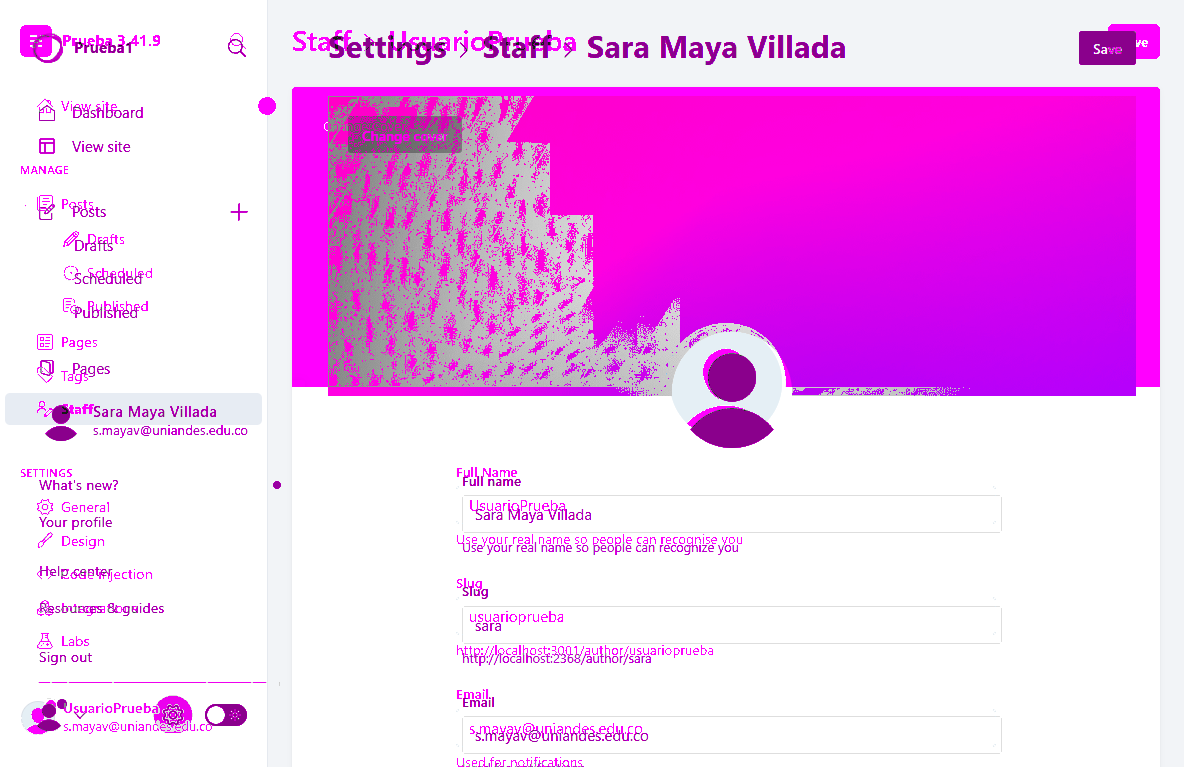 Prueba 3.41.9
Prueba1
Staff › UsuarioPrueba
Settings › Staff › Sara Maya Villada
Save
View site
Dashboard
View site
MANAGE
Posts
Posts
Drafts
Drafts
Scheduled
Scheduled
Published
Published
Pages
Pages
Tags
Staff
Sara Maya Villada
s.mayav@uniandes.edu.co
SETTINGS
What's new?
General
Your profile
Design
Help center
Code injection
Integrations
Resources & guides
Labs
Sign out
UsuarioPrueba
s.mayav@uniandes.edu.co
Change cover
Full Name
Full name
UsuarioPrueba
Sara Maya Villada
Use your real name so people can recognise you
Use your real name so people can recognize you
Slug
Slug
usuarioprueba
sara
http://localhost:3001/author/usuarioprueba
http://localhost:2368/author/sara
Email
Email
s.mayav@uniandes.edu.co
s.mayav@uniandes.edu.co
Used for notifications